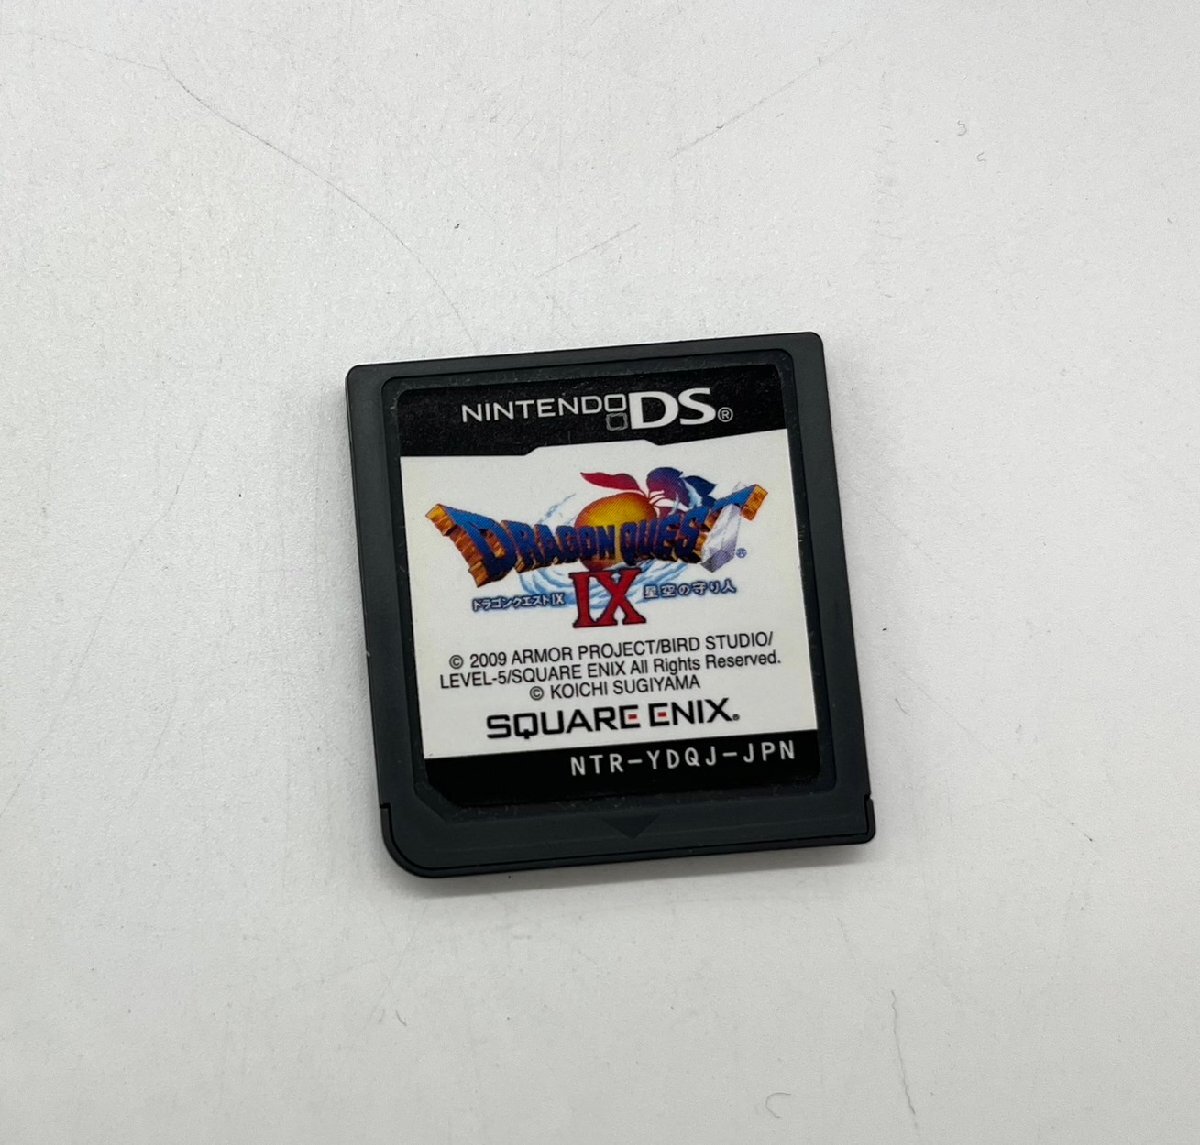 NINTENDO DS®
DRAGON QUEST®
IX
ドラゴンクエストIX 星空の守り人
© 2009 ARMOR PROJECT/BIRD STUDIO/
LEVEL-5/SQUARE ENIX All Rights Reserved.
© KOICHI SUGIYAMA
SQUARE ENIX®
NTR-YDQJ-JPN